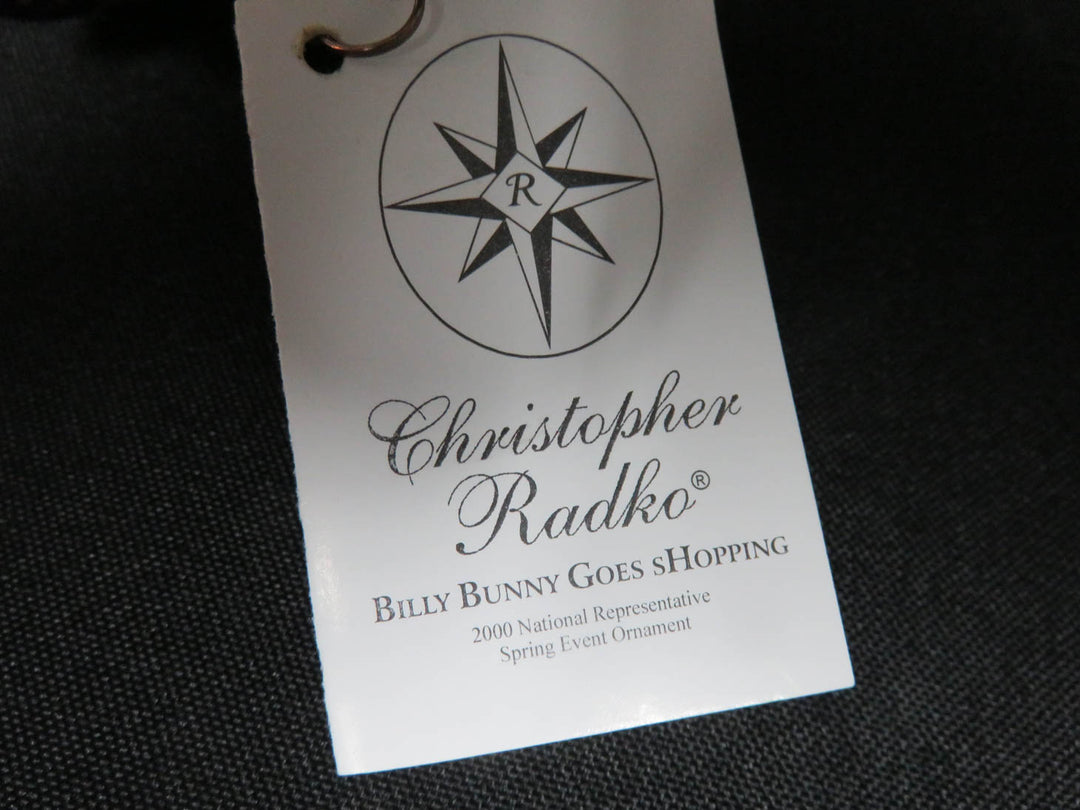 R
Christopher
Radko®
BILLY BUNNY GOES sHOPPING
2000 National Representative
Spring Event Ornament